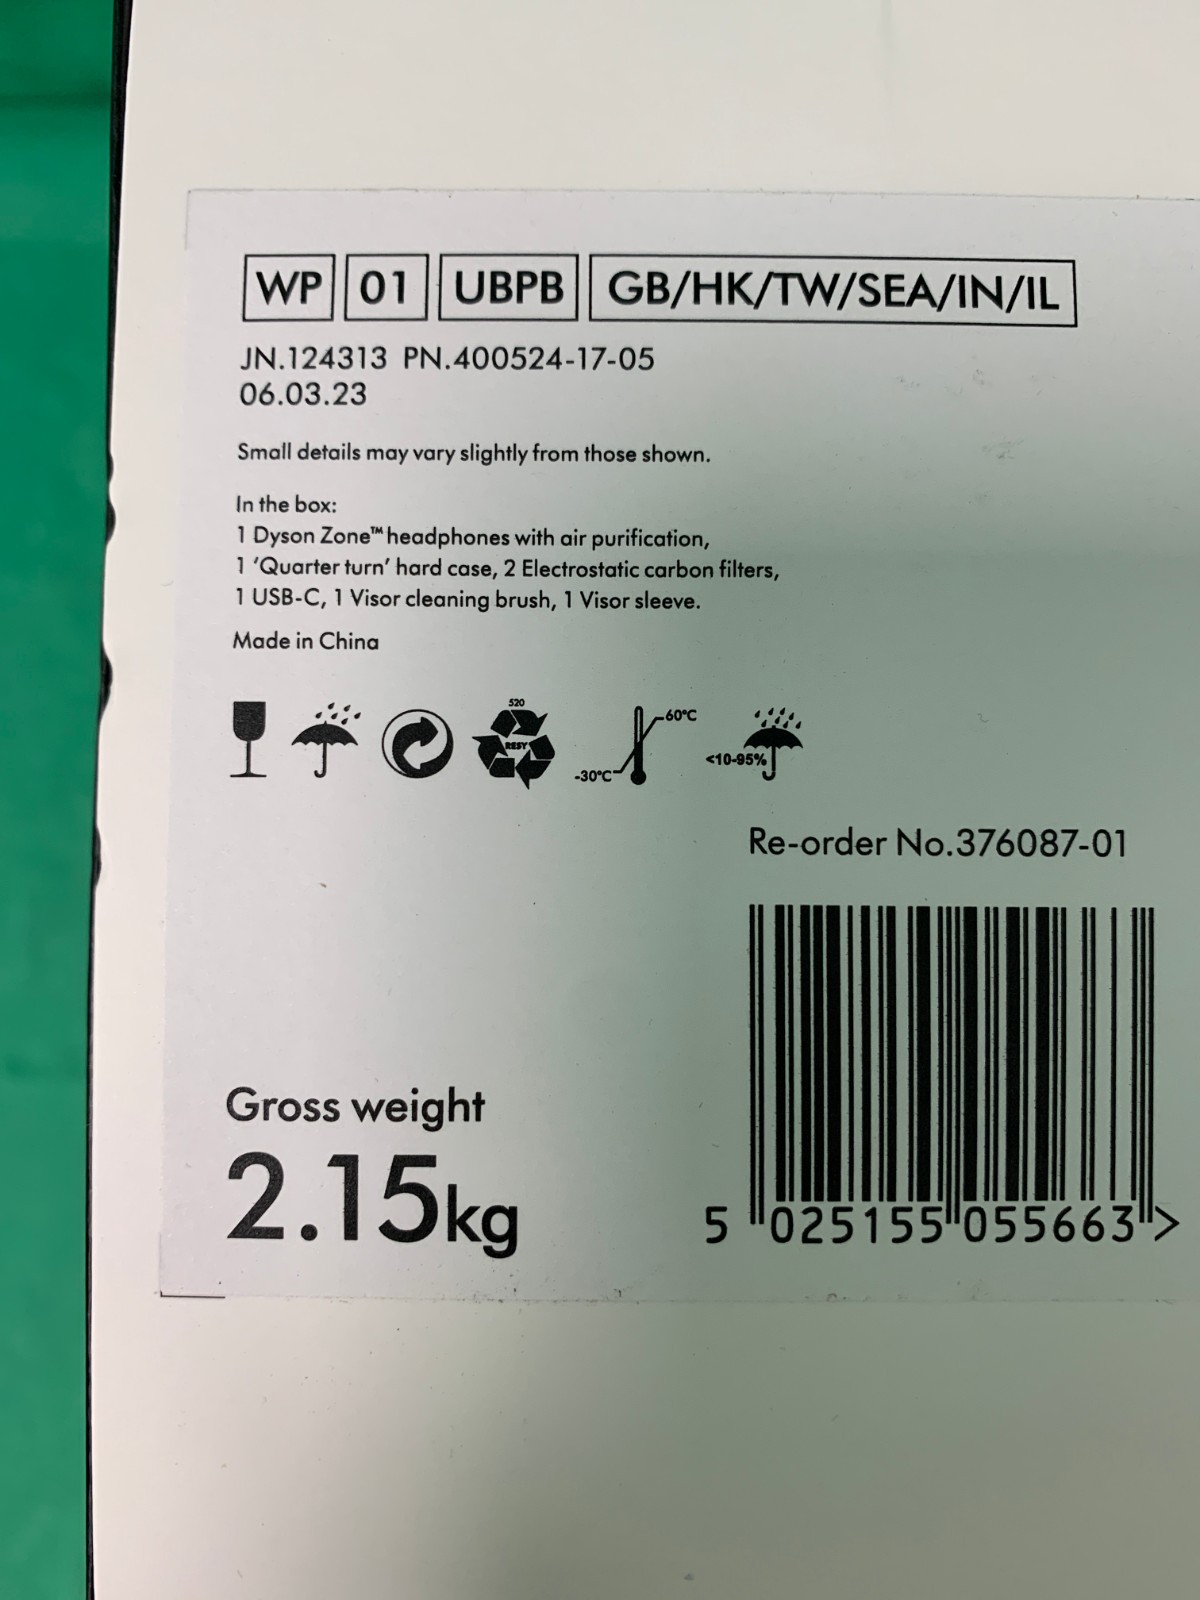 WP 01 UBPB GB/HK/TW/SEA/IN/IL
JN.124313 PN.400524-17-05
06.03.23
Small details may vary slightly from those shown.
In the box:
1 Dyson Zone™ headphones with air purification,
1 ‘Quarter turn’ hard case, 2 Electrostatic carbon filters,
1 USB-C, 1 Visor cleaning brush, 1 Visor sleeve.
Made in China
520
RESY
60°C
-30°C
<10-95%
Re-order No.376087-01
Gross weight
2.15kg
5 025155 055663 >